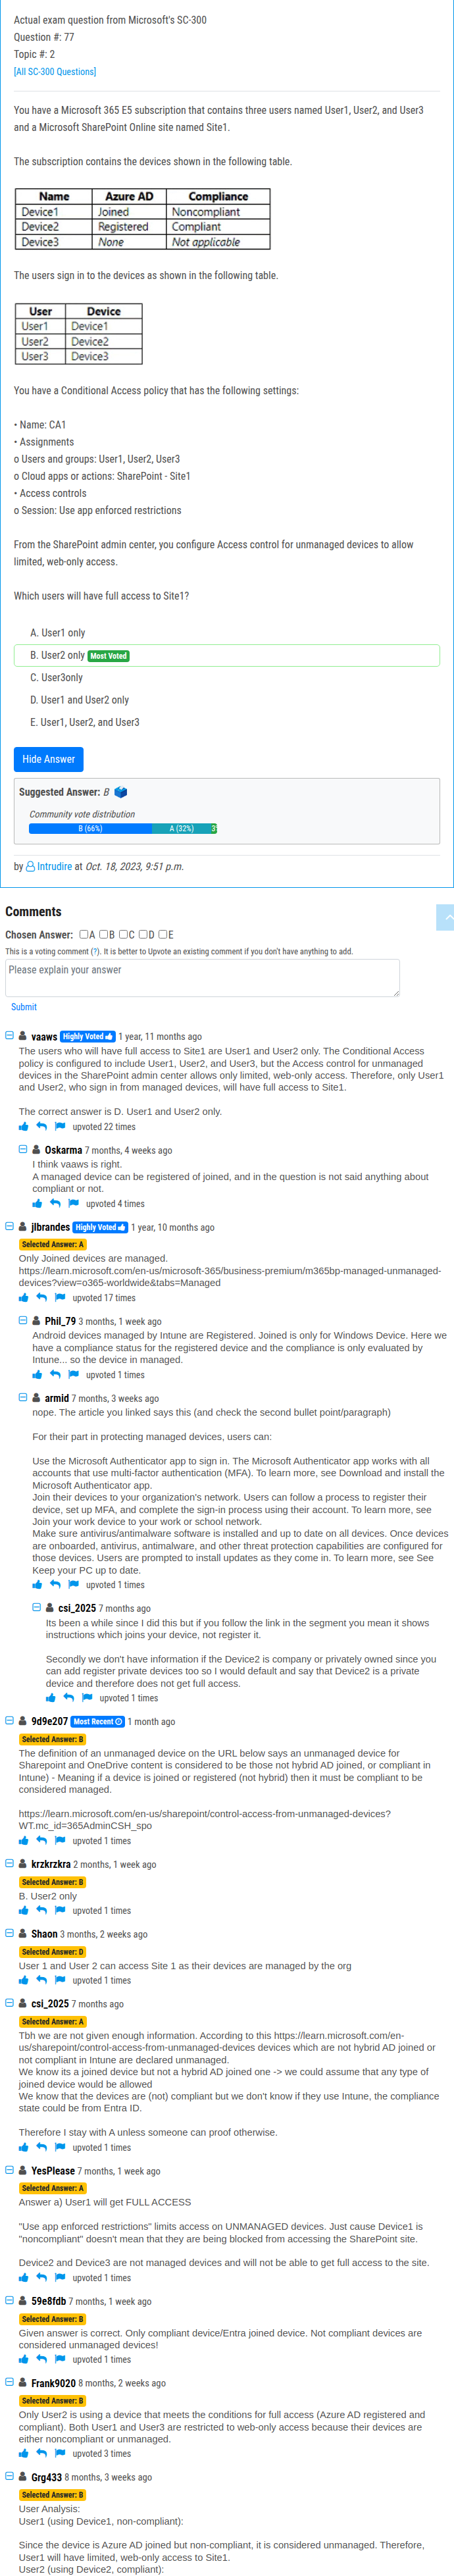 Actual exam question from Microsoft's SC-300
Question #: 77
Topic #: 2
[All SC-300 Questions]
You have a Microsoft 365 E5 subscription that contains three users named User1, User2, and User3
and a Microsoft SharePoint Online site named Site1.
The subscription contains the devices shown in the following table.
Name Azure AD Compliance
Device1 Joined Noncompliant
Device2 Registered Compliant
Device3 None Not applicable
The users sign in to the devices as shown in the following table.
User Device
User1 Device1
User2 Device2
User3 Device3
You have a Conditional Access policy that has the following settings:
• Name: CA1
• Assignments
o Users and groups: User1, User2, User3
o Cloud apps or actions: SharePoint - Site1
• Access controls
o Session: Use app enforced restrictions
From the SharePoint admin center, you configure Access control for unmanaged devices to allow
limited, web-only access.
Which users will have full access to Site1?
A. User1 only
B. User2 only Most Voted
C. User3only
D. User1 and User2 only
E. User1, User2, and User3
Hide Answer
Suggested Answer: B
Community vote distribution
B (66%) A (32%) 3
by Intrudire at Oct. 18, 2023, 9:51 p.m.
Comments
Chosen Answer: A B C D E
This is a voting comment (?). It is better to Upvote an existing comment if you don't have anything to add.
Please explain your answer
Submit
vaaws Highly Voted 1 year, 11 months ago
The users who will have full access to Site1 are User1 and User2 only. The Conditional Access
policy is configured to include User1, User2, and User3, but the Access control for unmanaged
devices in the SharePoint admin center allows only limited, web-only access. Therefore, only User1
and User2, who sign in from managed devices, will have full access to Site1.
The correct answer is D. User1 and User2 only.
upvoted 22 times
Oskarma 7 months, 4 weeks ago
I think vaaws is right.
A managed device can be registered of joined, and in the question is not said anything about
compliant or not.
upvoted 4 times
jlbrandes Highly Voted 1 year, 10 months ago
Selected Answer: A
Only Joined devices are managed.
https://learn.microsoft.com/en-us/microsoft-365/business-premium/m365bp-managed-unmanaged-
devices?view=o365-worldwide&tabs=Managed
upvoted 17 times
Phil_79 3 months, 1 week ago
Android devices managed by Intune are Registered. Joined is only for Windows Device. Here we
have a compliance status for the registered device and the compliance is only evaluated by
Intune... so the device in managed.
upvoted 1 times
armid 7 months, 3 weeks ago
nope. The article you linked says this (and check the second bullet point/paragraph)
For their part in protecting managed devices, users can:
Use the Microsoft Authenticator app to sign in. The Microsoft Authenticator app works with all
accounts that use multi-factor authentication (MFA). To learn more, see Download and install the
Microsoft Authenticator app.
Join their devices to your organization's network. Users can follow a process to register their
device, set up MFA, and complete the sign-in process using their account. To learn more, see
Join your work device to your work or school network.
Make sure antivirus/antimalware software is installed and up to date on all devices. Once devices
are onboarded, antivirus, antimalware, and other threat protection capabilities are configured for
those devices. Users are prompted to install updates as they come in. To learn more, see See
Keep your PC up to date.
upvoted 1 times
csi_2025 7 months ago
Its been a while since I did this but if you follow the link in the segment you mean it shows
instructions which joins your device, not register it.
Secondly we don't have information if the Device2 is company or privately owned since you
can add register private devices too so I would default and say that Device2 is a private
device and therefore does not get full access.
upvoted 1 times
9d9e207 Most Recent 1 month ago
Selected Answer: B
The definition of an unmanaged device on the URL below says an unmanaged device for
Sharepoint and OneDrive content is considered to be those not hybrid AD joined, or compliant in
Intune) - Meaning if a device is joined or registered (not hybrid) then it must be compliant to be
considered managed.
https://learn.microsoft.com/en-us/sharepoint/control-access-from-unmanaged-devices?
WT.mc_id=365AdminCSH_spo
upvoted 1 times
krzkrzkra 2 months, 1 week ago
Selected Answer: B
B. User2 only
upvoted 1 times
Shaon 3 months, 2 weeks ago
Selected Answer: D
User 1 and User 2 can access Site 1 as their devices are managed by the org
upvoted 1 times
csi_2025 7 months ago
Selected Answer: A
Tbh we are not given enough information. According to this https://learn.microsoft.com/en-
us/sharepoint/control-access-from-unmanaged-devices devices which are not hybrid AD joined or
not compliant in Intune are declared unmanaged.
We know its a joined device but not a hybrid AD joined one -> we could assume that any type of
joined device would be allowed
We know that the devices are (not) compliant but we don't know if they use Intune, the compliance
state could be from Entra ID.
Therefore I stay with A unless someone can proof otherwise.
upvoted 1 times
YesPlease 7 months, 1 week ago
Selected Answer: A
Answer a) User1 will get FULL ACCESS
"Use app enforced restrictions" limits access on UNMANAGED devices. Just cause Device1 is
"noncompliant" doesn't mean that they are being blocked from accessing the SharePoint site.
Device2 and Device3 are not managed devices and will not be able to get full access to the site.
upvoted 1 times
59e8fdb 7 months, 1 week ago
Selected Answer: B
Given answer is correct. Only compliant device/Entra joined device. Not compliant devices are
considered unmanaged devices!
upvoted 1 times
Frank9020 8 months, 2 weeks ago
Selected Answer: B
Only User2 is using a device that meets the conditions for full access (Azure AD registered and
compliant). Both User1 and User3 are restricted to web-only access because their devices are
either noncompliant or unmanaged.
upvoted 3 times
Grg433 8 months, 3 weeks ago
Selected Answer: B
User Analysis:
User1 (using Device1, non-compliant):
Since the device is Azure AD joined but non-compliant, it is considered unmanaged. Therefore,
User1 will have limited, web-only access to Site1.
User2 (using Device2, compliant):